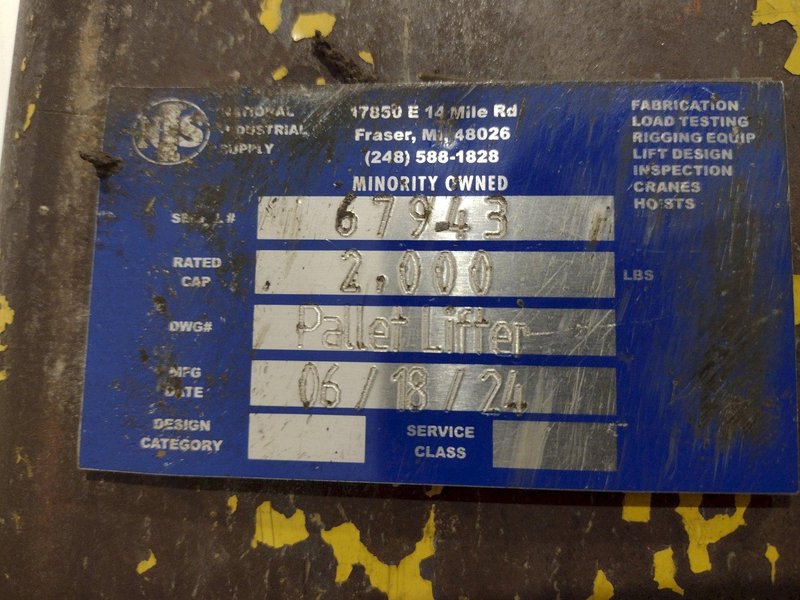 NIS
NATIONAL
INDUSTRIAL
SUPPLY
17850 E 14 Mile Rd
Fraser, MI, 48026
(248) 588-1828
MINORITY OWNED
FABRICATION
LOAD TESTING
RIGGING EQUIP
LIFT DESIGN
INSPECTION
CRANES
HOISTS
SERIAL # 67943
RATED CAP 2,000 LBS
DWG# Pallet Lifter
MFG DATE 06/18/24
DESIGN CATEGORY
SERVICE CLASS